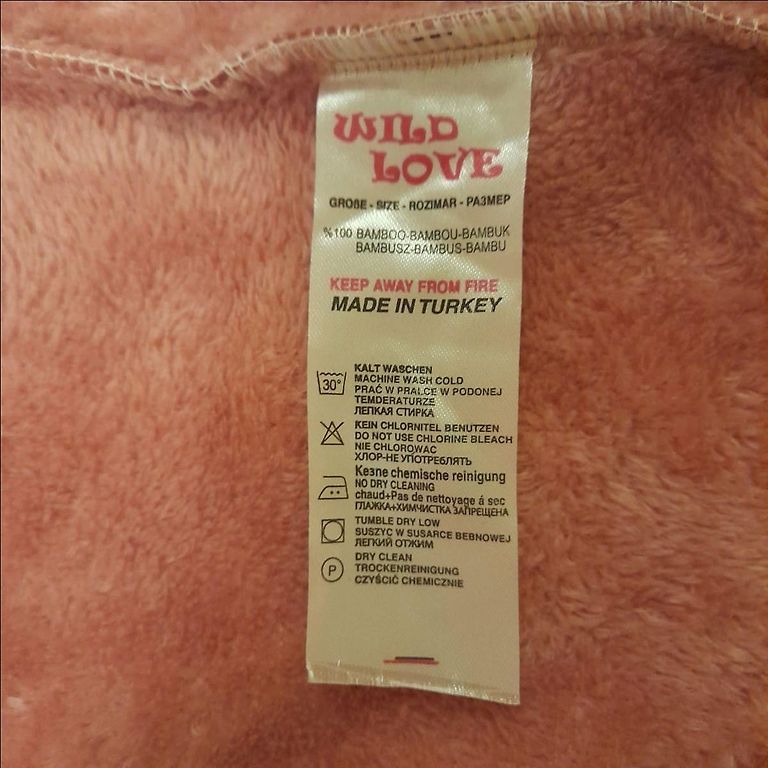 WILD
LOVE
GROBE - SIZE - ROZIMAR - РАЗМЕР
%100 BAMBOO-BAMBOU-BAMBUK
BAMBUSZ-BAMBUS-BAMBU
KEEP AWAY FROM FIRE
MADE IN TURKEY
30°
KALT WASCHEN
MACHINE WASH COLD
PRAĆ W PRALCE W PODONEJ
TEMDERATURZE
ЛЕПКАЯ СТИРКА
KEIN CHLORNITEL BENUTZEN
DO NOT USE CHLORINE BLEACH
NIE CHLOROWAC
ХЛОР-НЕ УПОТРЕБЛЯТЬ
Kезne chemische reinigung
NO DRY CLEANING
chaud+Pas de nettoyage á sec
ГЛАЖКА+ХИМЧИСТКА ЗАПРЕЩЕНА
TUMBLE DRY LOW
SUSZYC W SUSARCE BEBNOWEJ
ЛЕГКИЙ ОТЖИМ
P
DRY CLEAN
TROCKENREINIGUNG
CZYŚCIĆ CHEMICZNIE